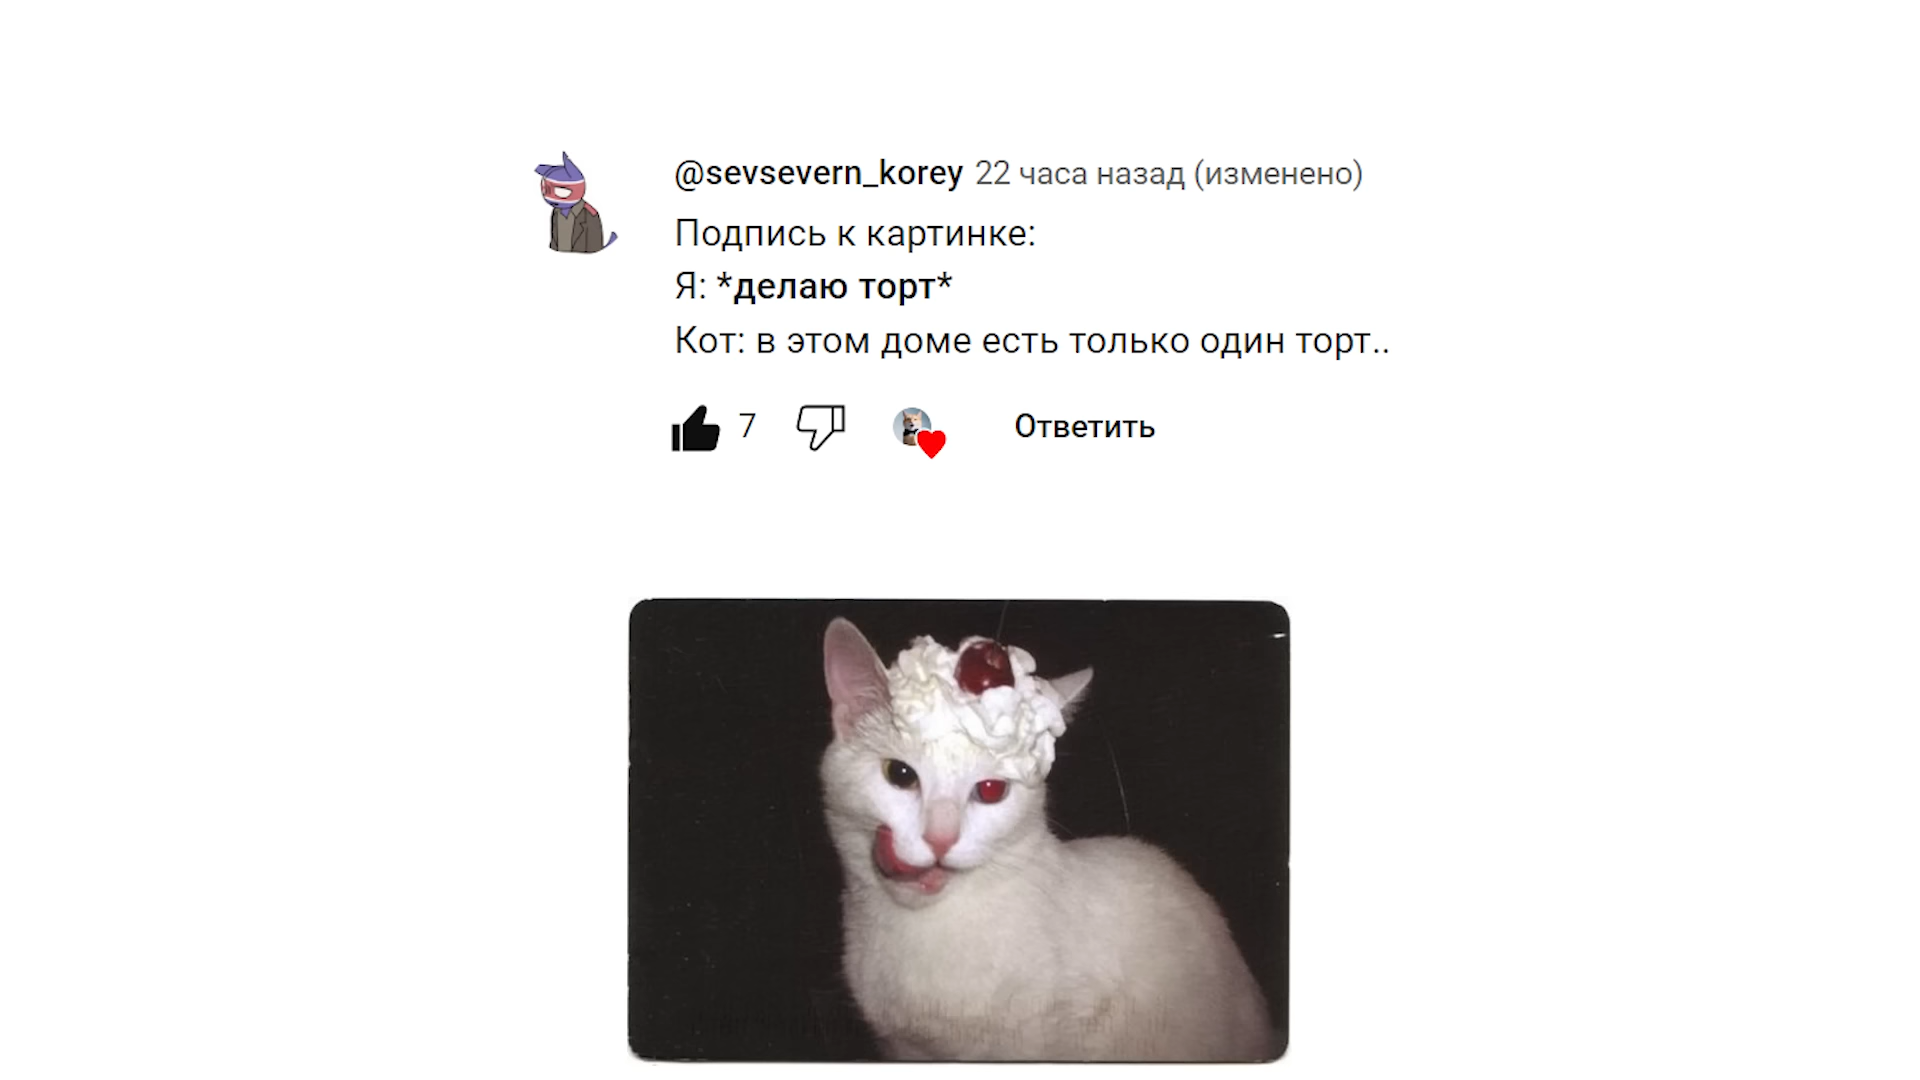 @sevsevern_korey 22 часа назад (изменено)
Подпись к картинке:
Я: *делаю торт*
Кот: в этом доме есть только один торт..
7 Ответить